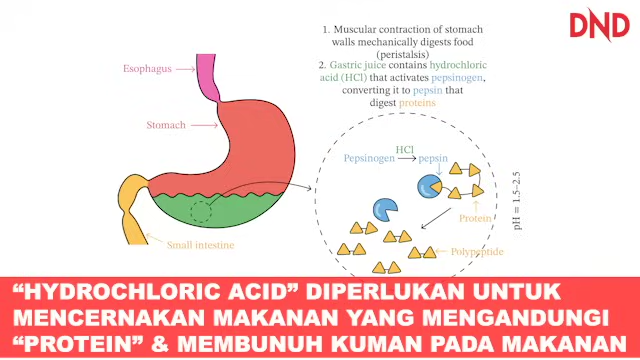 DND
1. Muscular contraction of stomach
walls mechanically digests food
(peristalsis)
2. Gastric juice contains hydrochloric
acid (HCl) that activates pepsinogen,
converting it to pepsin that
digest proteins
Esophagus
Stomach
Small intestine
HCl
Pepsinogen
pepsin
Protein
Polypeptide
pH = 1.5–2.5
“HYDROCHLORIC ACID” DIPERLUKAN UNTUK
MENCERNAKAN MAKANAN YANG MENGANDUNGI
“PROTEIN” & MEMBUNUH KUMAN PADA MAKANAN